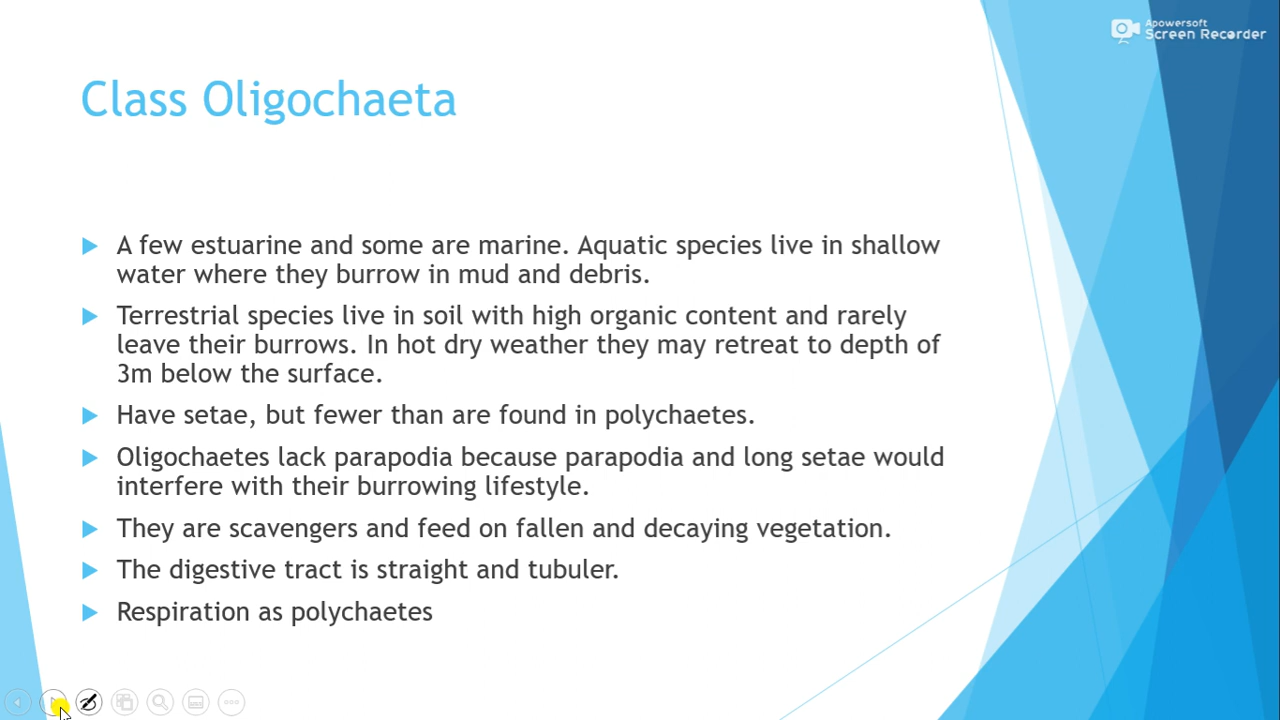 Apowersoft
Screen Recorder
Class Oligochaeta
A few estuarine and some are marine. Aquatic species live in shallow
water where they burrow in mud and debris.
Terrestrial species live in soil with high organic content and rarely
leave their burrows. In hot dry weather they may retreat to depth of
3m below the surface.
Have setae, but fewer than are found in polychaetes.
Oligochaetes lack parapodia because parapodia and long setae would
interfere with their burrowing lifestyle.
They are scavengers and feed on fallen and decaying vegetation.
The digestive tract is straight and tubuler.
Respiration as polychaetes